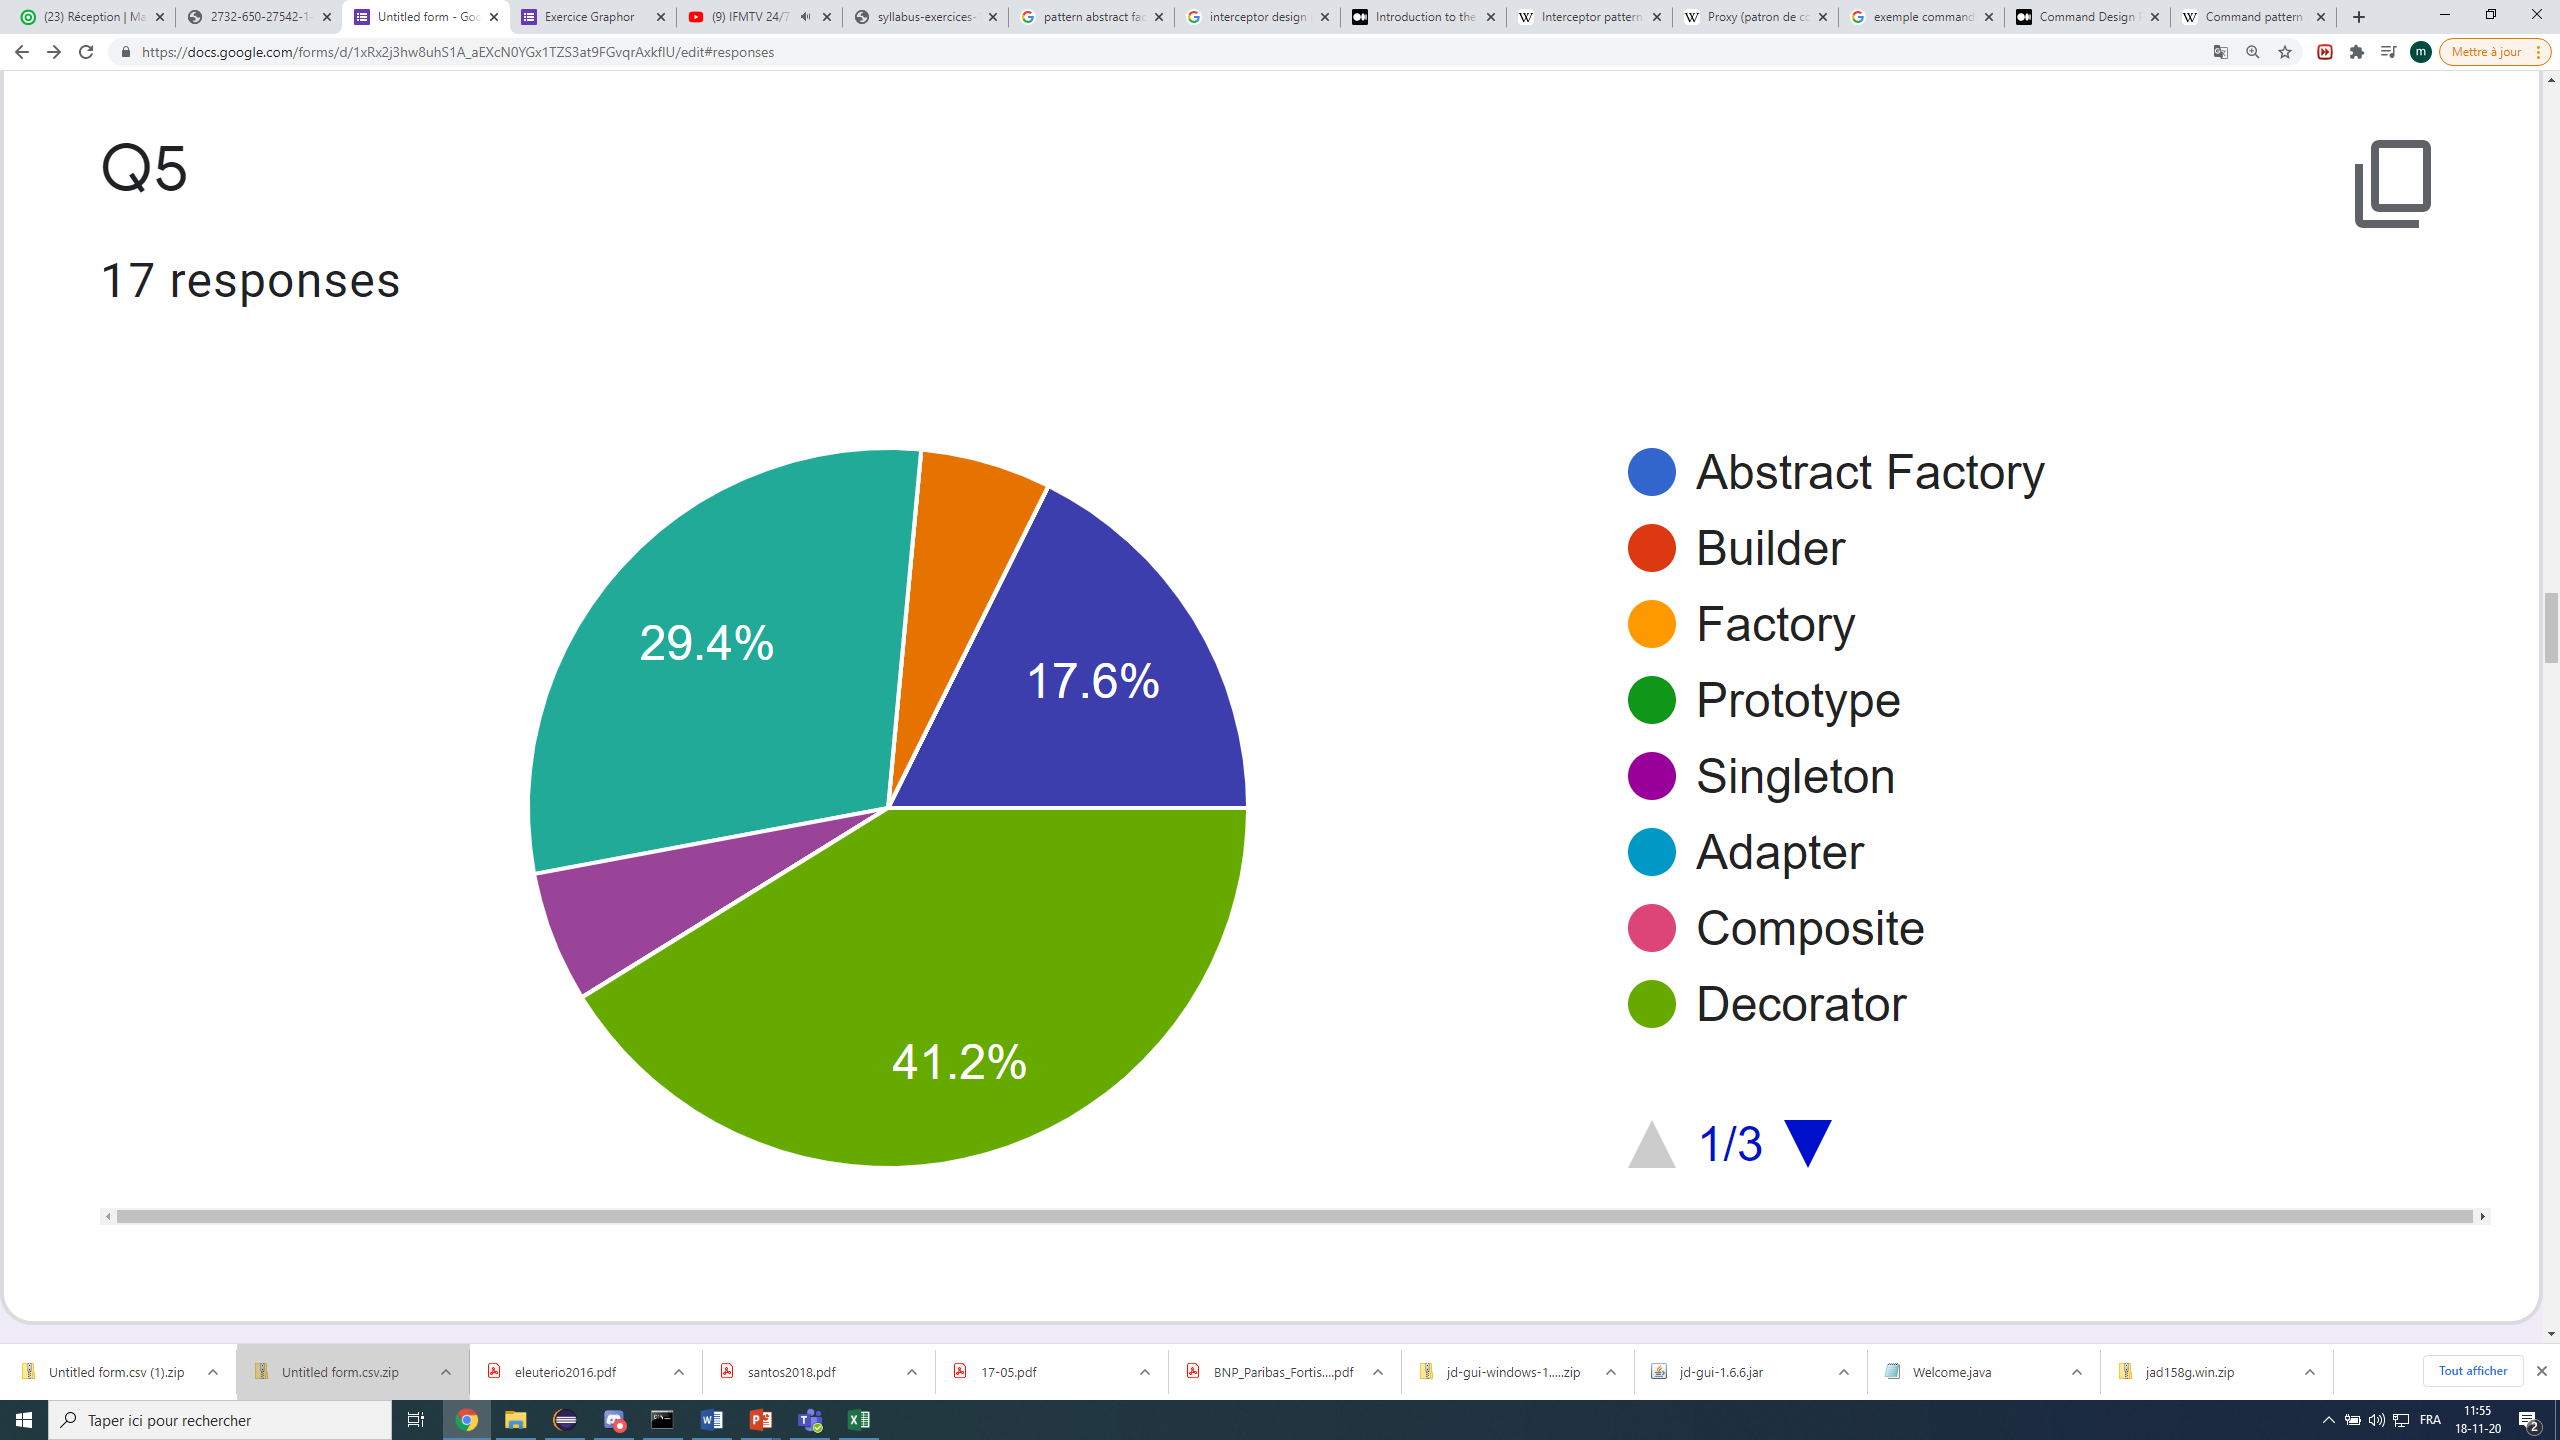 (23) Réception | Ma
2732-650-27542-1-
Untitled form - Goo
Exercice Graphor
(9) IFMTV 24/7
syllabus-exercices-
pattern abstract fac
interceptor design
Introduction to the
Interceptor pattern
Proxy (patron de co
exemple command
Command Design
Command pattern
https://docs.google.com/forms/d/1xRx2j3hw8uhS1A_aEXcN0YGx1TZS3at9FGvqrAxkflU/edit#responses
m
Mettre à jour
Q5
17 responses
29.4%
17.6%
41.2%
Abstract Factory
Builder
Factory
Prototype
Singleton
Adapter
Composite
Decorator
1/3
Untitled form.csv (1).zip
Untitled form.csv.zip
eleuterio2016.pdf
santos2018.pdf
17-05.pdf
BNP_Paribas_Fortis....pdf
jd-gui-windows-1.....zip
jd-gui-1.6.6.jar
Welcome.java
jad158g.win.zip
Tout afficher
Taper ici pour rechercher
FRA
11:55
18-11-20
2